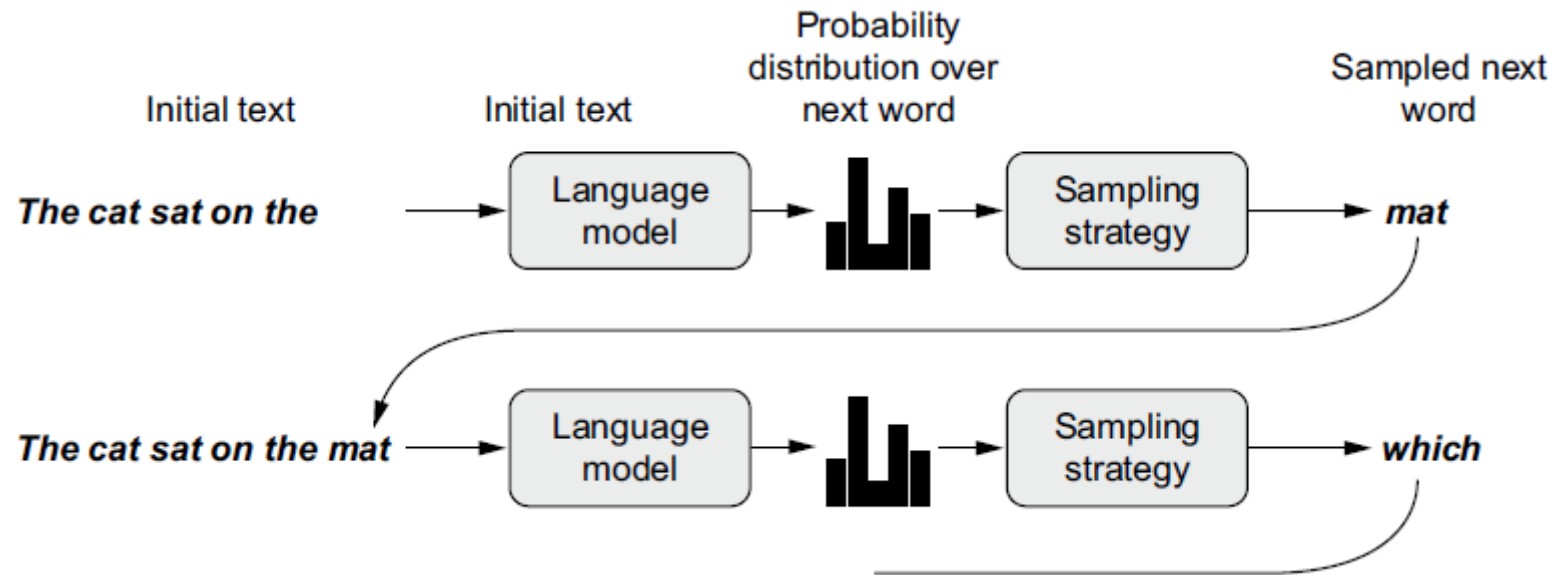 Probability
distribution over
next word
Sampled next
word
Initial text
Initial text
The cat sat on the
Language
model
Sampling
strategy
mat
The cat sat on the mat
Language
model
Sampling
strategy
which